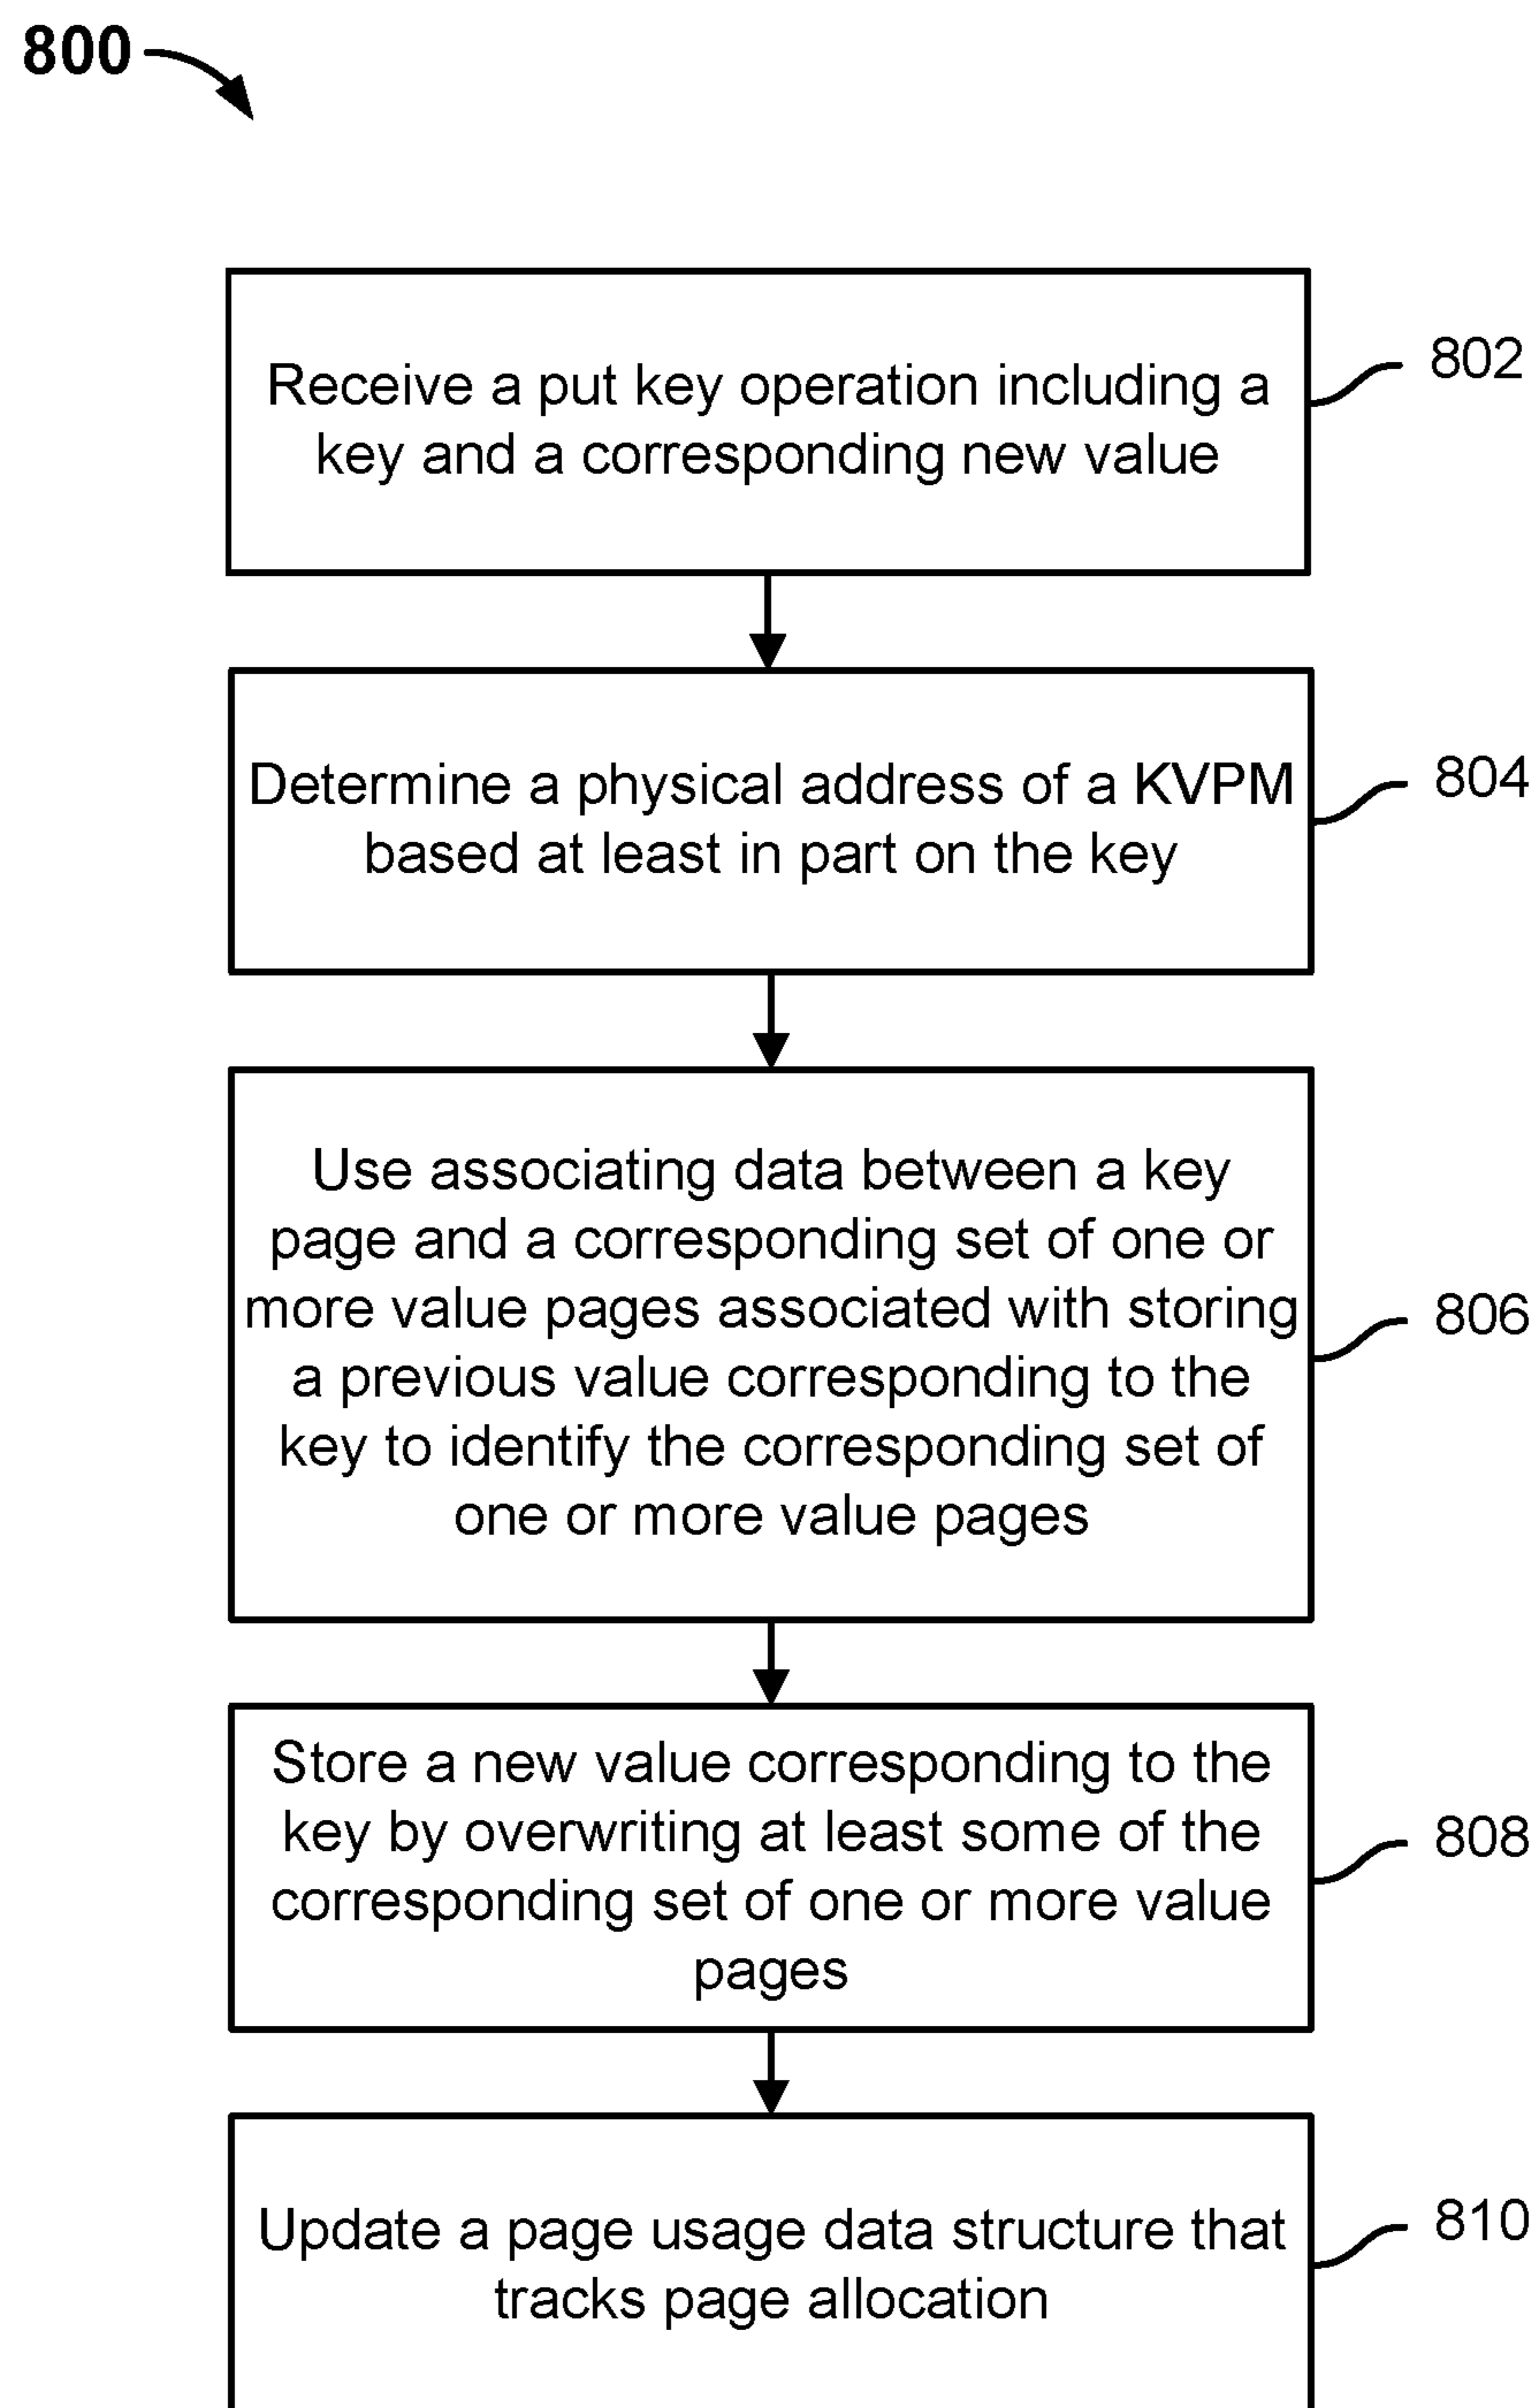 800
Receive a put key operation including a
key and a corresponding new value
802
Determine a physical address of a KVPM
based at least in part on the key
804
Use associating data between a key
page and a corresponding set of one or
more value pages associated with storing
a previous value corresponding to the
key to identify the corresponding set of
one or more value pages
806
Store a new value corresponding to the
key by overwriting at least some of the
corresponding set of one or more value
pages
808
Update a page usage data structure that
tracks page allocation
810